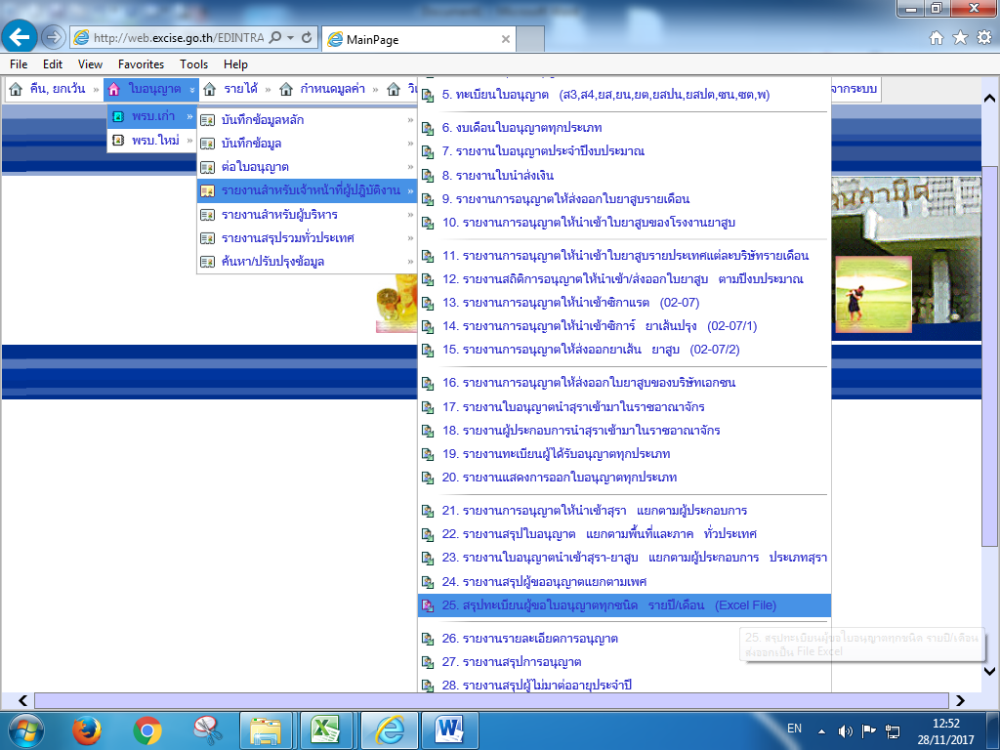 http://web.excise.go.th/EDINTRA
MainPage
File Edit View Favorites Tools Help
คืน, ยกเว้น » ใบอนุญาต รายได้ » กำหนดมูลค่า » จากระบบ
พรบ.เก่า »
พรบ.ใหม่ »
บันทึกข้อมูลหลัก »
บันทึกข้อมูล »
ต่อใบอนุญาต »
รายงานสำหรับเจ้าหน้าที่ผู้ปฏิบัติงาน »
รายงานสำหรับผู้บริหาร »
รายงานสรุปรวมทั่วประเทศ »
ค้นหา/ปรับปรุงข้อมูล »
5. ทะเบียนใบอนุญาต (ส3,ส4,ยส,ยน,ยต,ยสปน,ยสปต,ซน,ซต,พ)
6. งบเดือนใบอนุญาตทุกประเภท
7. รายงานใบอนุญาตประจำปีงบประมาณ
8. รายงานใบนำส่งเงิน
9. รายงานการอนุญาตให้ส่งออกใบยาสูบรายเดือน
10. รายงานการอนุญาตให้นำเข้าใบยาสูบของโรงงานยาสูบ
11. รายงานการอนุญาตให้นำเข้าใบยาสูบรายประเทศแต่ละบริษัทรายเดือน
12. รายงานสถิติการอนุญาตให้นำเข้า/ส่งออกใบยาสูบ ตามปีงบประมาณ
13. รายงานการอนุญาตให้นำเข้าซิกาแรต (02-07)
14. รายงานการอนุญาตให้นำเข้าซิการ์ ยาเส้นปรุง (02-07/1)
15. รายงานการอนุญาตให้ส่งออกยาเส้น ยาสูบ (02-07/2)
16. รายงานการอนุญาตให้ส่งออกใบยาสูบของบริษัทเอกชน
17. รายงานใบอนุญาตนำสุราเข้ามาในราชอาณาจักร
18. รายงานผู้ประกอบการนำสุราเข้ามาในราชอาณาจักร
19. รายงานทะเบียนผู้ได้รับอนุญาตทุกประเภท
20. รายงานแสดงการออกใบอนุญาตทุกประเภท
21. รายงานการอนุญาตให้นำเข้าสุรา แยกตามผู้ประกอบการ
22. รายงานสรุปใบอนุญาต แยกตามพื้นที่และภาค ทั่วประเทศ
23. รายงานใบอนุญาตนำเข้าสุรา-ยาสูบ แยกตามผู้ประกอบการ ประเภทสุรา
24. รายงานสรุปผู้ขออนุญาตแยกตามเพศ
25. สรุปทะเบียนผู้ขอใบอนุญาตทุกชนิด รายปี/เดือน (Excel File)
26. รายงานรายละเอียดการอนุญาต
27. รายงานสรุปการอนุญาต
28. รายงานสรุปผู้ไม่มาต่ออายุประจำปี
25. สรุปทะเบียนผู้ขอใบอนุญาตทุกชนิด รายปี/เดือน
ส่งออกเป็น File Excel
EN
12:52
28/11/2017